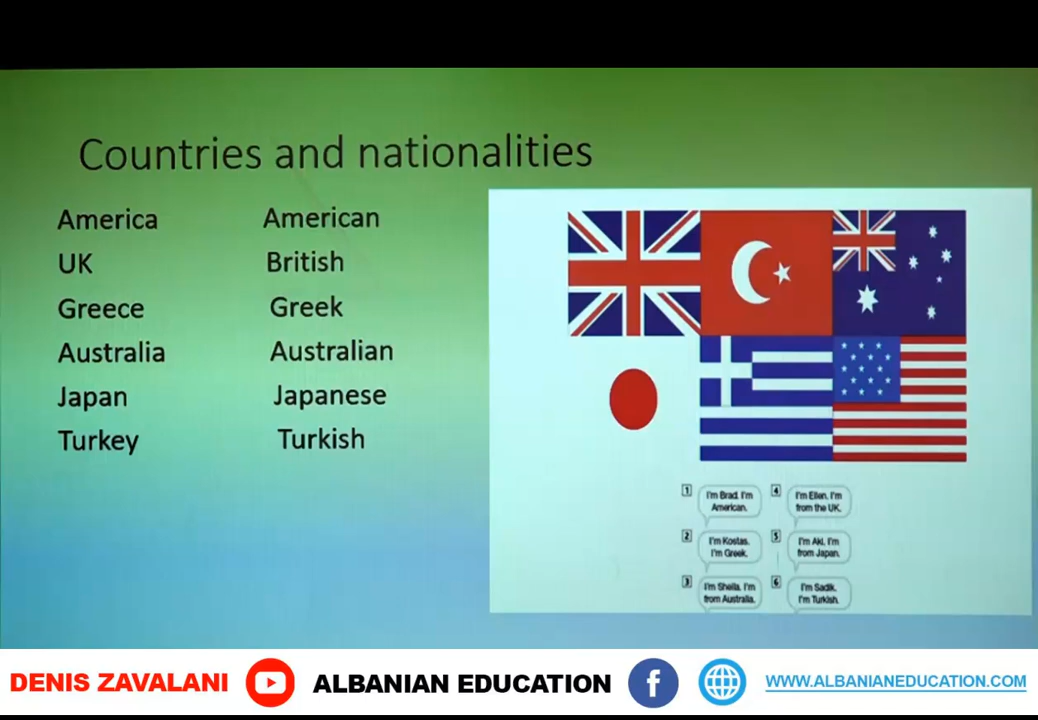 Countries and nationalities
America American
UK British
Greece Greek
Australia Australian
Japan Japanese
Turkey Turkish
1 I'm Brad. I'm
American.
2 I'm Kostas.
I'm Greek.
3 I'm Sheila. I'm
from Australia.
4 I'm Ellen. I'm
from the UK.
5 I'm Aki. I'm
from Japan.
6 I'm Sadik.
I'm Turkish.
DENIS ZAVALANI ALBANIAN EDUCATION f WWW.ALBANIANEDUCATION.COM